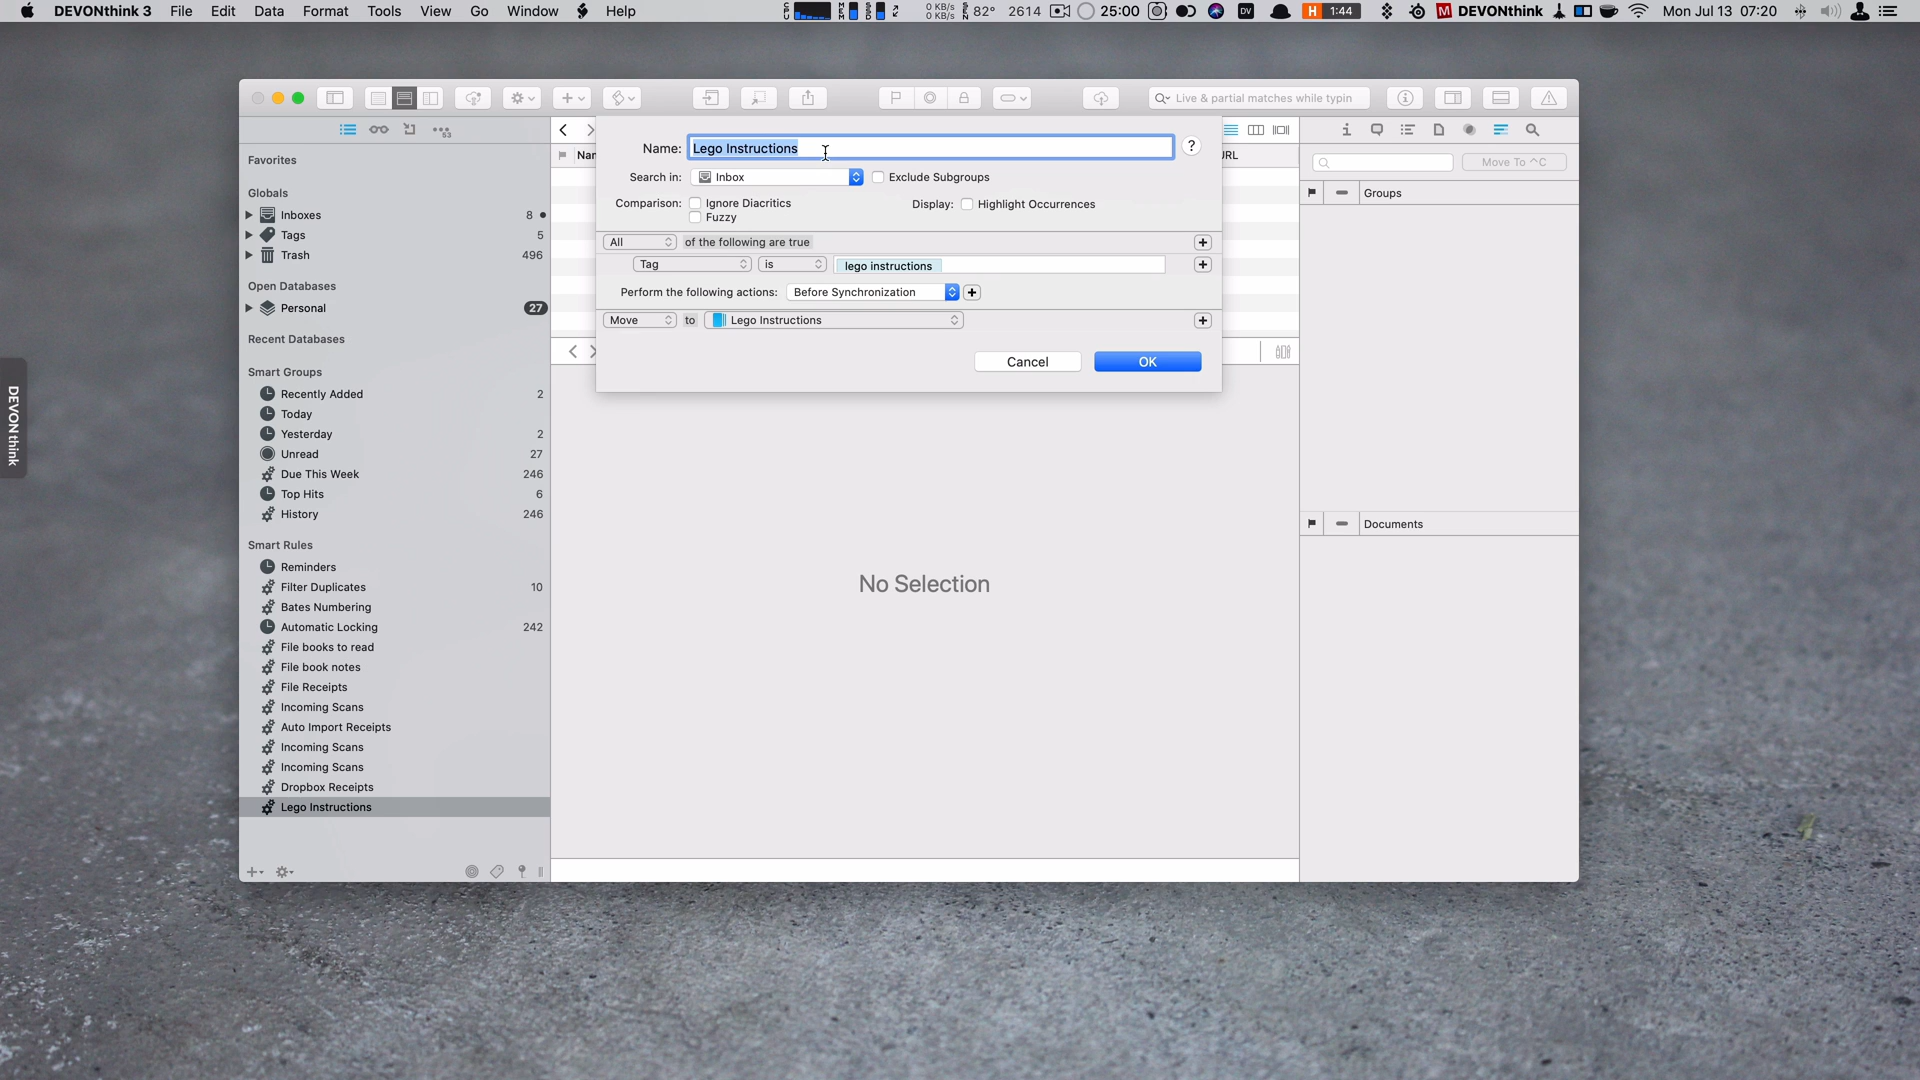 DEVONthink 3 File Edit Data Format Tools View Go Window Help
0 KB/s
0 KB/s
82° 2614 25:00 DV H 1:44 M DEVONthink Mon Jul 13 07:20
Live & partial matches while typin
53
Favorites
Globals
Inboxes 8
Tags 5
Trash 496
Open Databases
Personal 27
Recent Databases
Smart Groups
Recently Added 2
Today
Yesterday 2
Unread 27
Due This Week 246
Top Hits 6
History 246
Smart Rules
Reminders
Filter Duplicates 10
Bates Numbering
Automatic Locking 242
File books to read
File book notes
File Receipts
Incoming Scans
Auto Import Receipts
Incoming Scans
Incoming Scans
Dropbox Receipts
Lego Instructions
Name: Lego Instructions ?
Search in: Inbox Exclude Subgroups
Comparison: Ignore Diacritics Display: Highlight Occurrences
Fuzzy
All of the following are true
Tag is lego instructions
Perform the following actions: Before Synchronization
Move to Lego Instructions
Cancel OK
No Selection
Move To ^C
Groups
Documents
DEVONthink